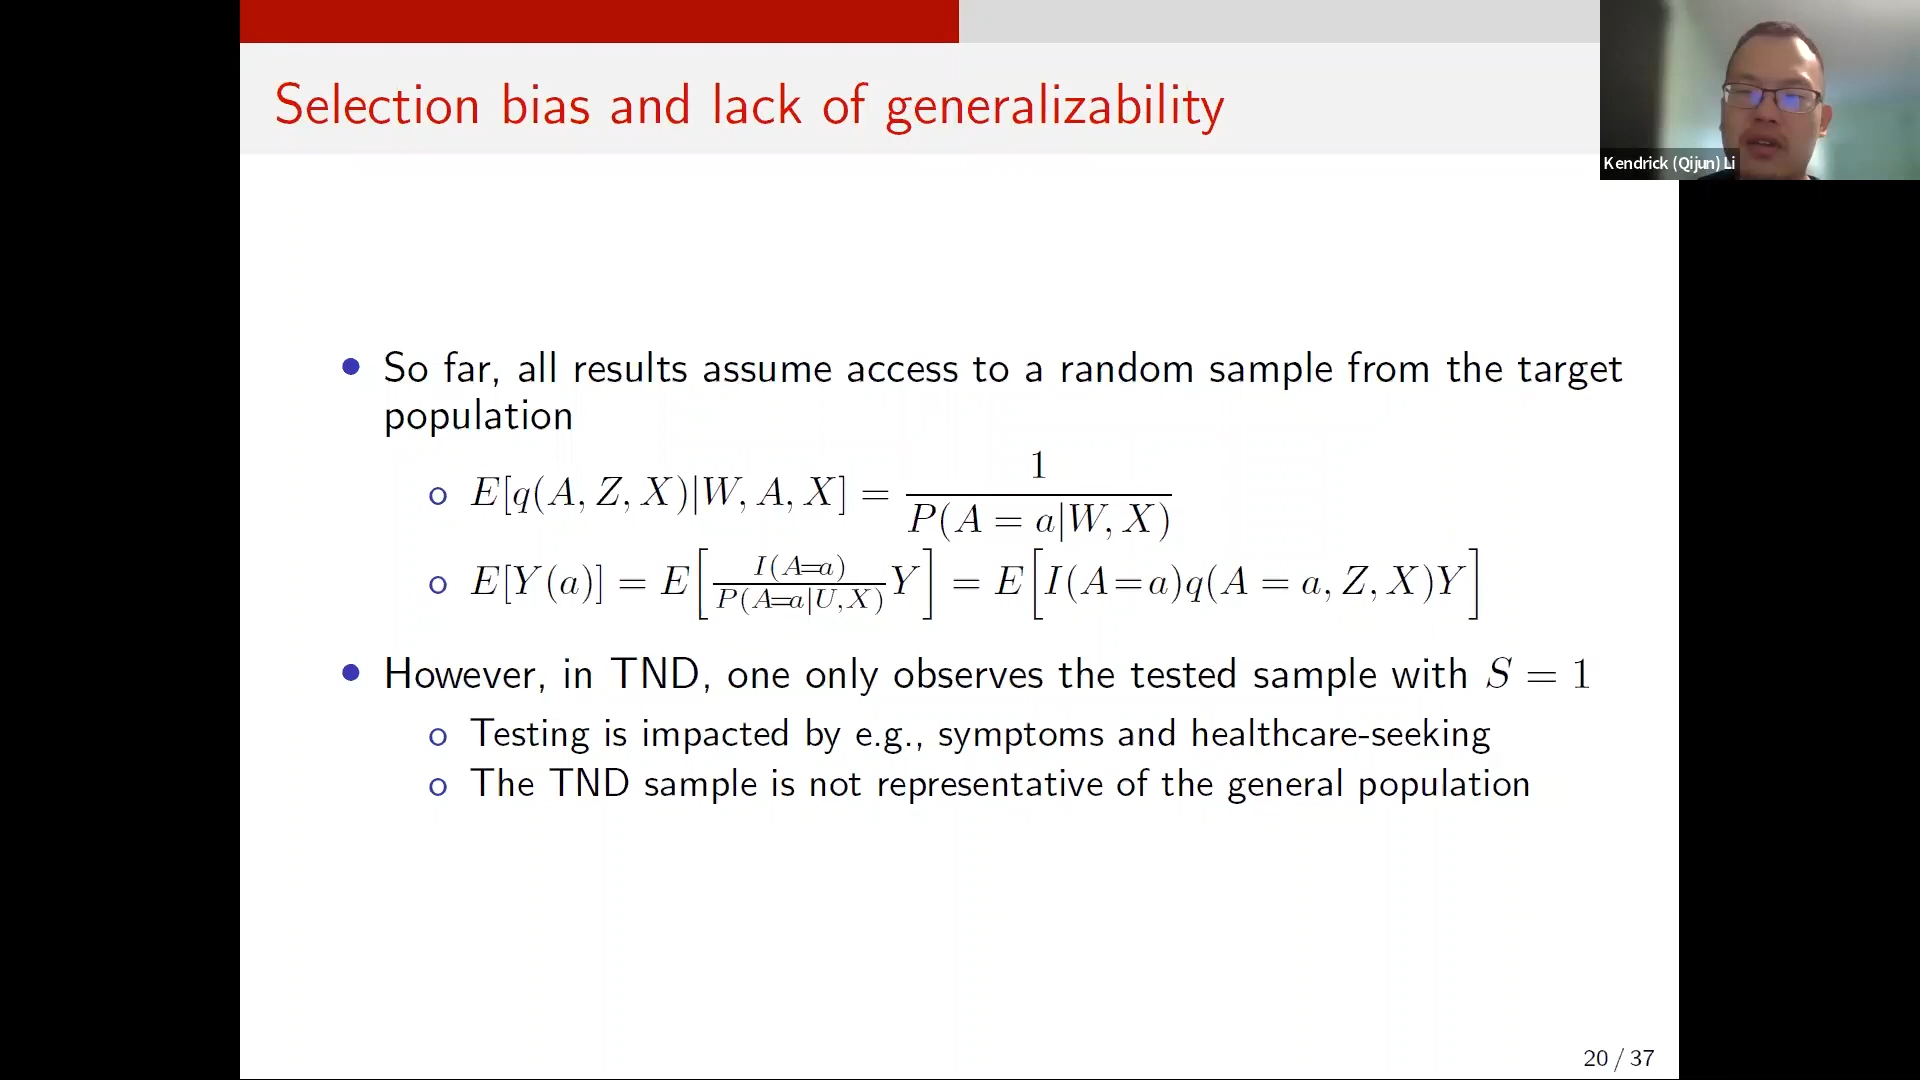 Selection bias and lack of generalizability
Kendrick (Qijun) Li
• So far, all results assume access to a random sample from the target
population
◦ E[q(A, Z, X)|W, A, X] = 1 / P(A = a|W, X)
◦ E[Y(a)] = E[I(A=a) / P(A=a|U,X) Y] = E[I(A=a)q(A = a, Z, X)Y]
• However, in TND, one only observes the tested sample with S = 1
◦ Testing is impacted by e.g., symptoms and healthcare-seeking
◦ The TND sample is not representative of the general population
20 / 37